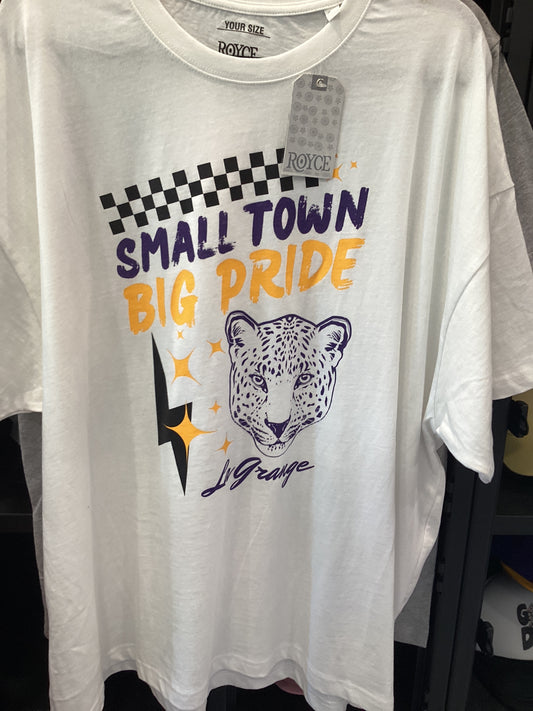 YOUR SIZE
ROYCE
ROYCE
SMALL TOWN
BIG PRIDE
LaGrange